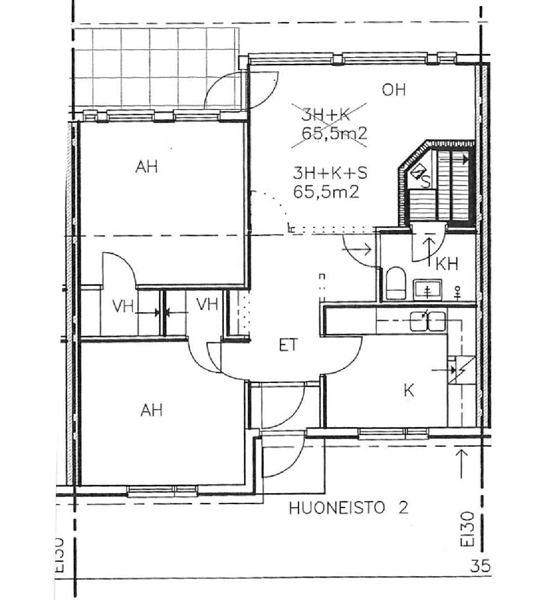 OH
3H+K
65,5m2
AH
3H+K+S
65,5m2
S
KH
VH
VH
ET
AH
K
HUONEISTO 2
EI30
EI30
35